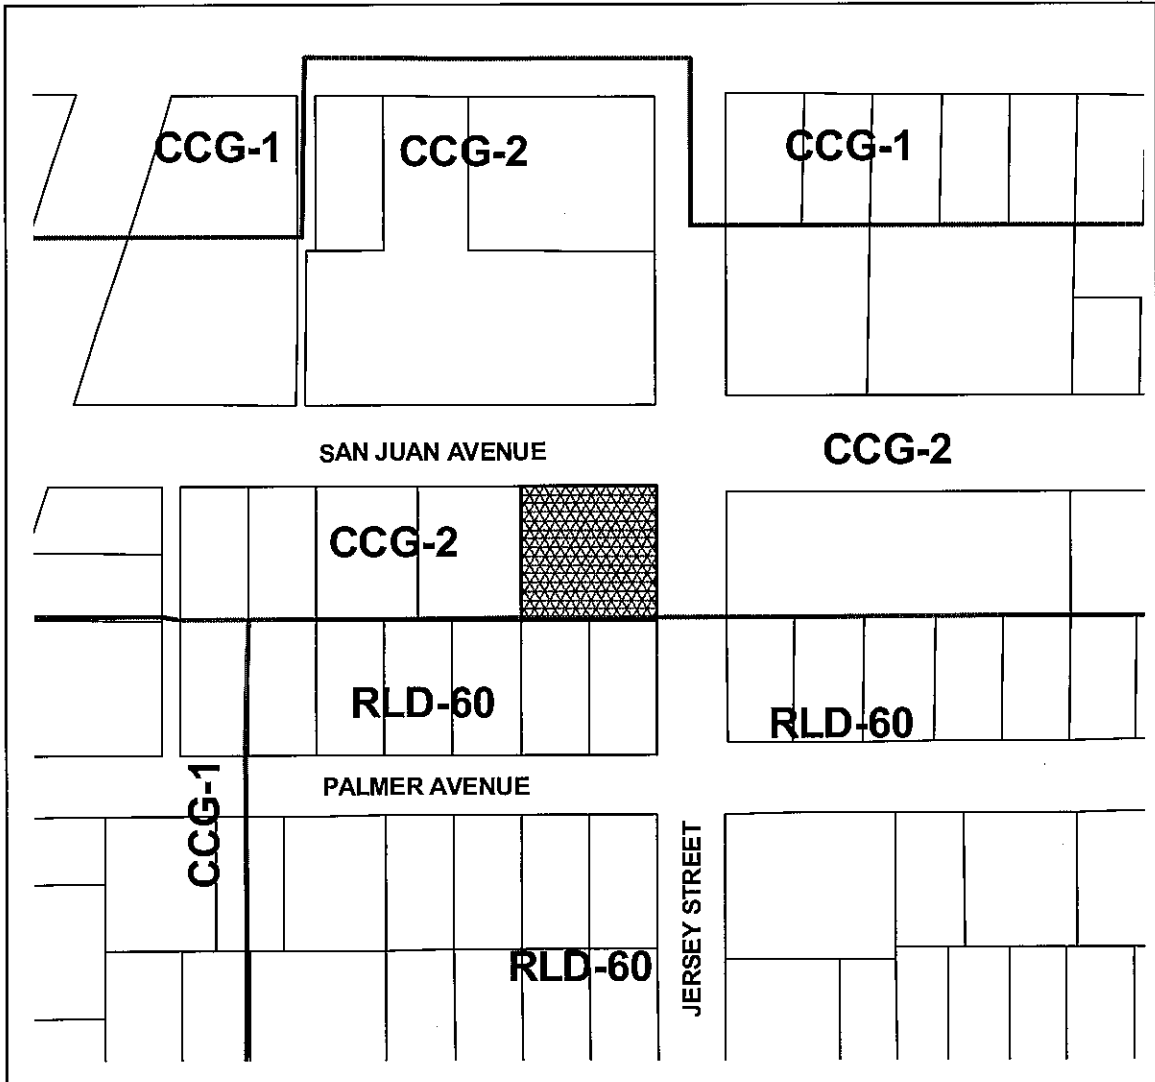 CCG-1
CCG-2
CCG-1
SAN JUAN AVENUE
CCG-2
CCG-2
RLD-60
RLD-60
PALMER AVENUE
CCG-1
JERSEY STREET
RLD-60